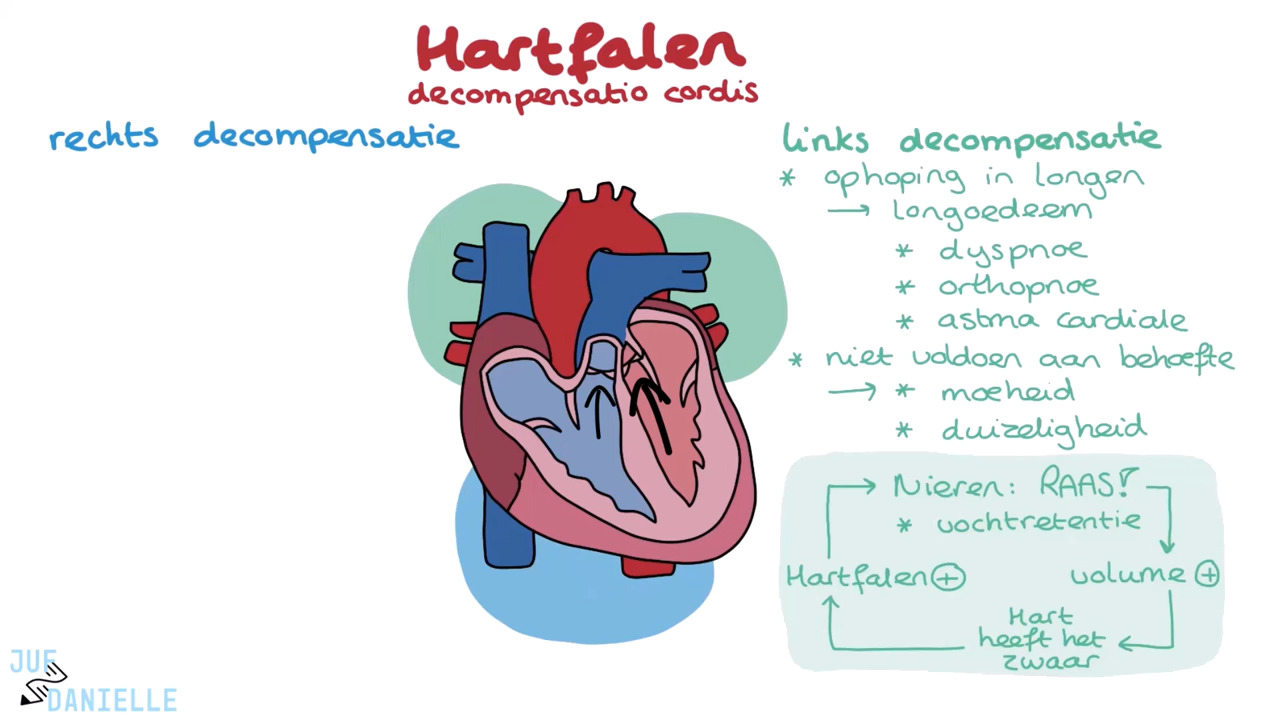 Hartfalen
decompensatio cordis
rechts decompensatie
links decompensatie
* ophoping in longen
→ longoedeem
* dyspnoe
* orthopnoe
* astma cardiale
* niet voldoen aan behoefte
→ * moeheid
* duizeligheid
Nieren: RAAS!
* vochtretentie
Hartfalen +
volume +
Hart
heeft het
zwaar
JUF
DANIELLE